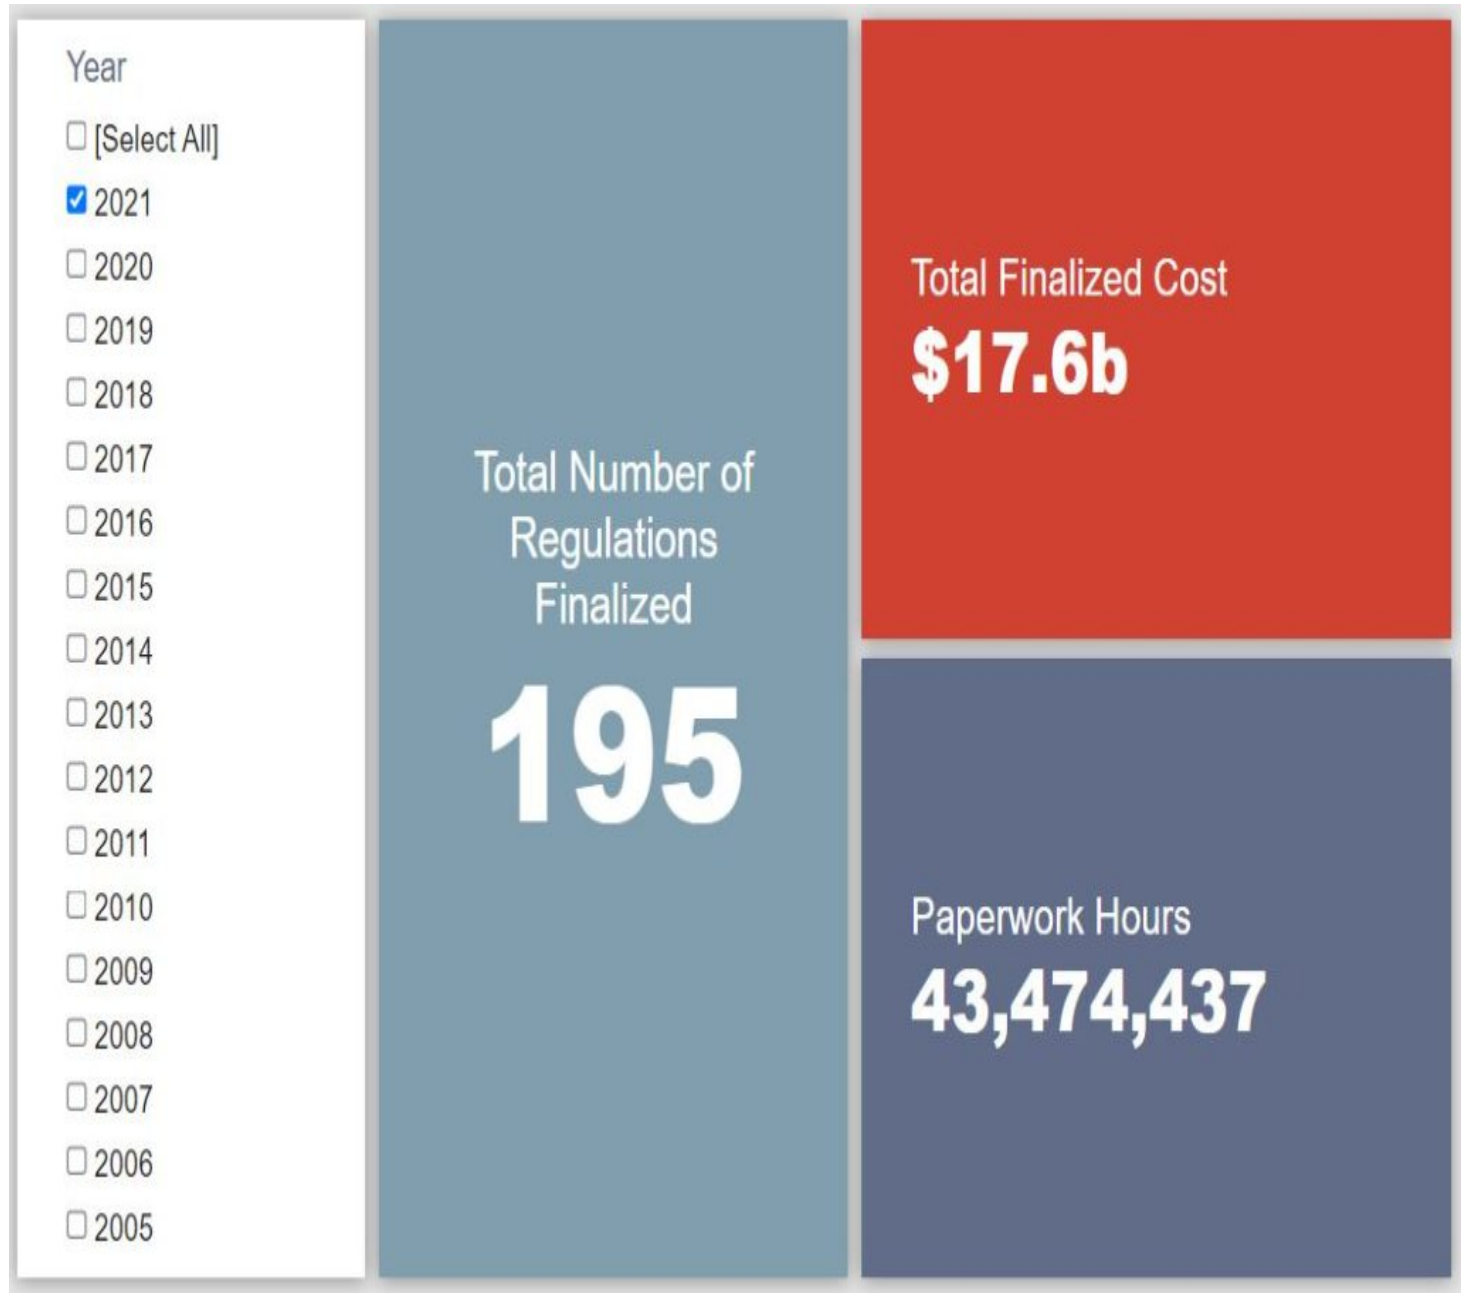 Year
[Select All]
2021
2020
2019
2018
2017
2016
2015
2014
2013
2012
2011
2010
2009
2008
2007
2006
2005
Total Number of
Regulations
Finalized
195
Total Finalized Cost
$17.6b
Paperwork Hours
43,474,437